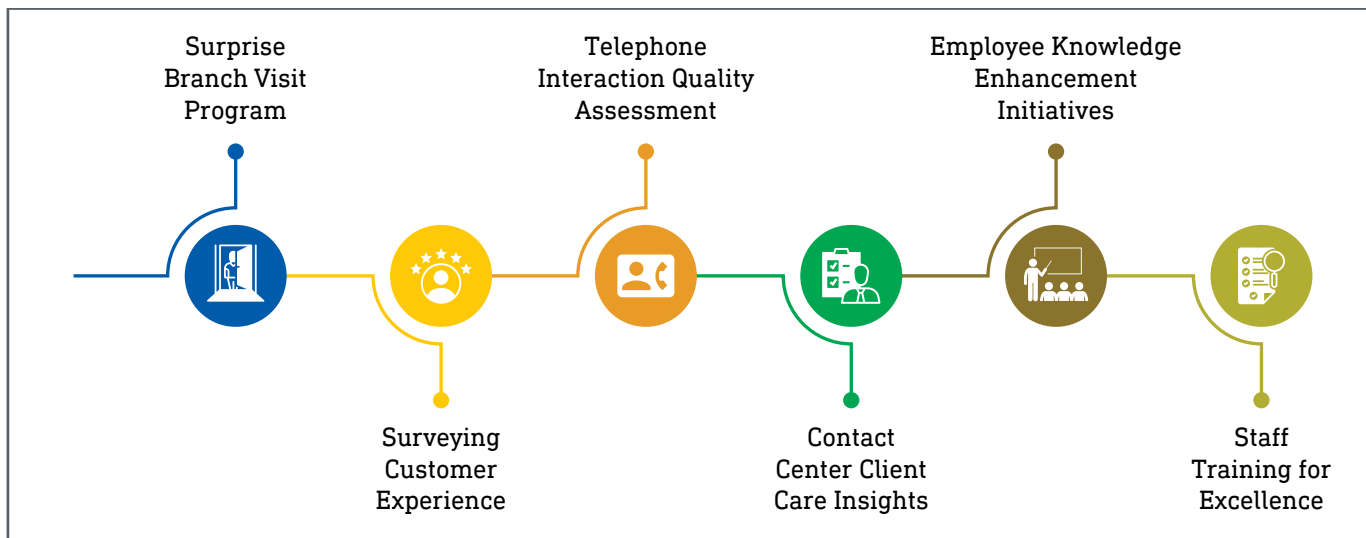 Surprise
Branch Visit
Program
Surveying
Customer
Experience
Telephone
Interaction Quality
Assessment
Contact
Center Client
Care Insights
Employee Knowledge
Enhancement
Initiatives
Staff
Training for
Excellence